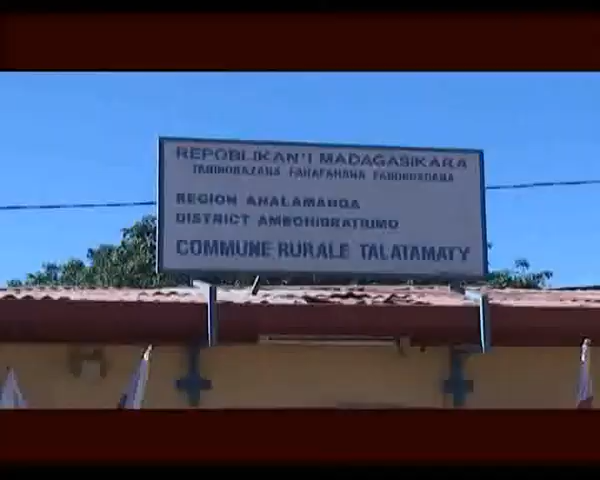 REPOBLIKAN'I MADAGASIKARA
TANINDRAZANA FAHAFAHANA FANDROSOANA
REGION ANALAMANGA
DISTRICT AMBOHIDRATRIMO
COMMUNE RURALE TALATAMATY